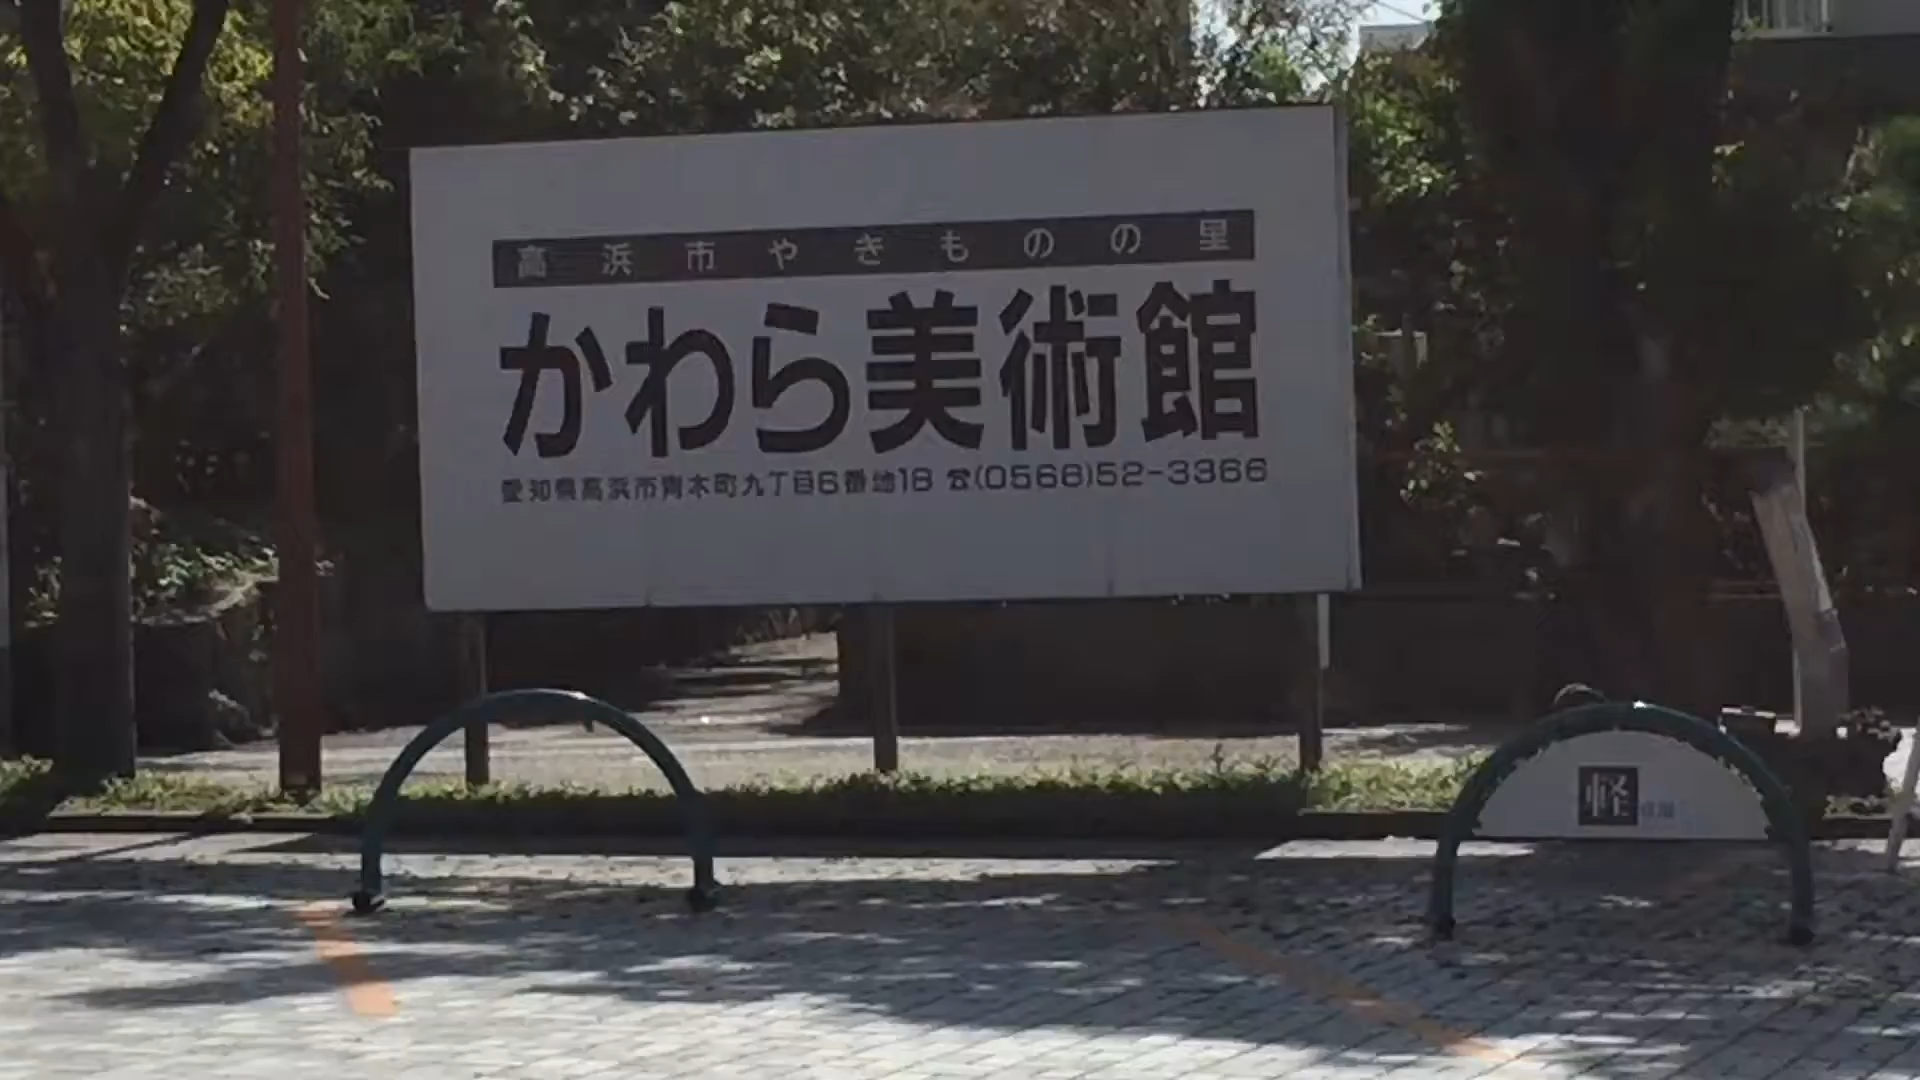 高浜市やきものの里
かわら美術館
愛知県高浜市青木町九丁目6番地18 ☎(0566)52-3366
軽